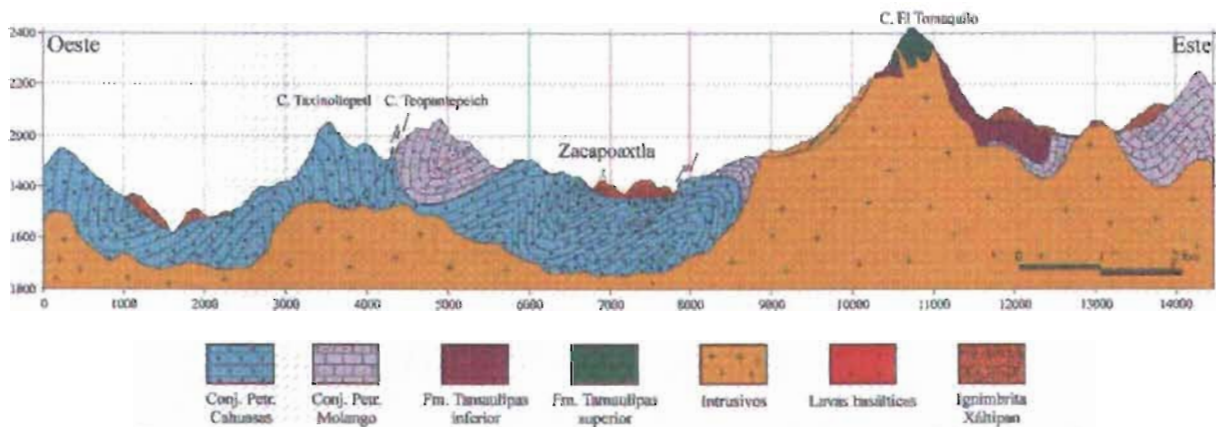 C. El Tomaquilo
2400
Oeste
Este
2200
C. Taxinoltepetl C. Teopantepeich
2000
Zacapoaxtla
1400
1600
1800
0 1000 2000 3000 4000 5000 6000 7000 8000 9000 10000 11000 12000 13000 14000
Conj. Petr.
Cahuasas
Conj. Petr.
Molango
Fm. Tamaulipas
inferior
Fm. Tamaulipas
superior
Intrusivos
Lavas basálticas
Ignimbrita
Xáltipan